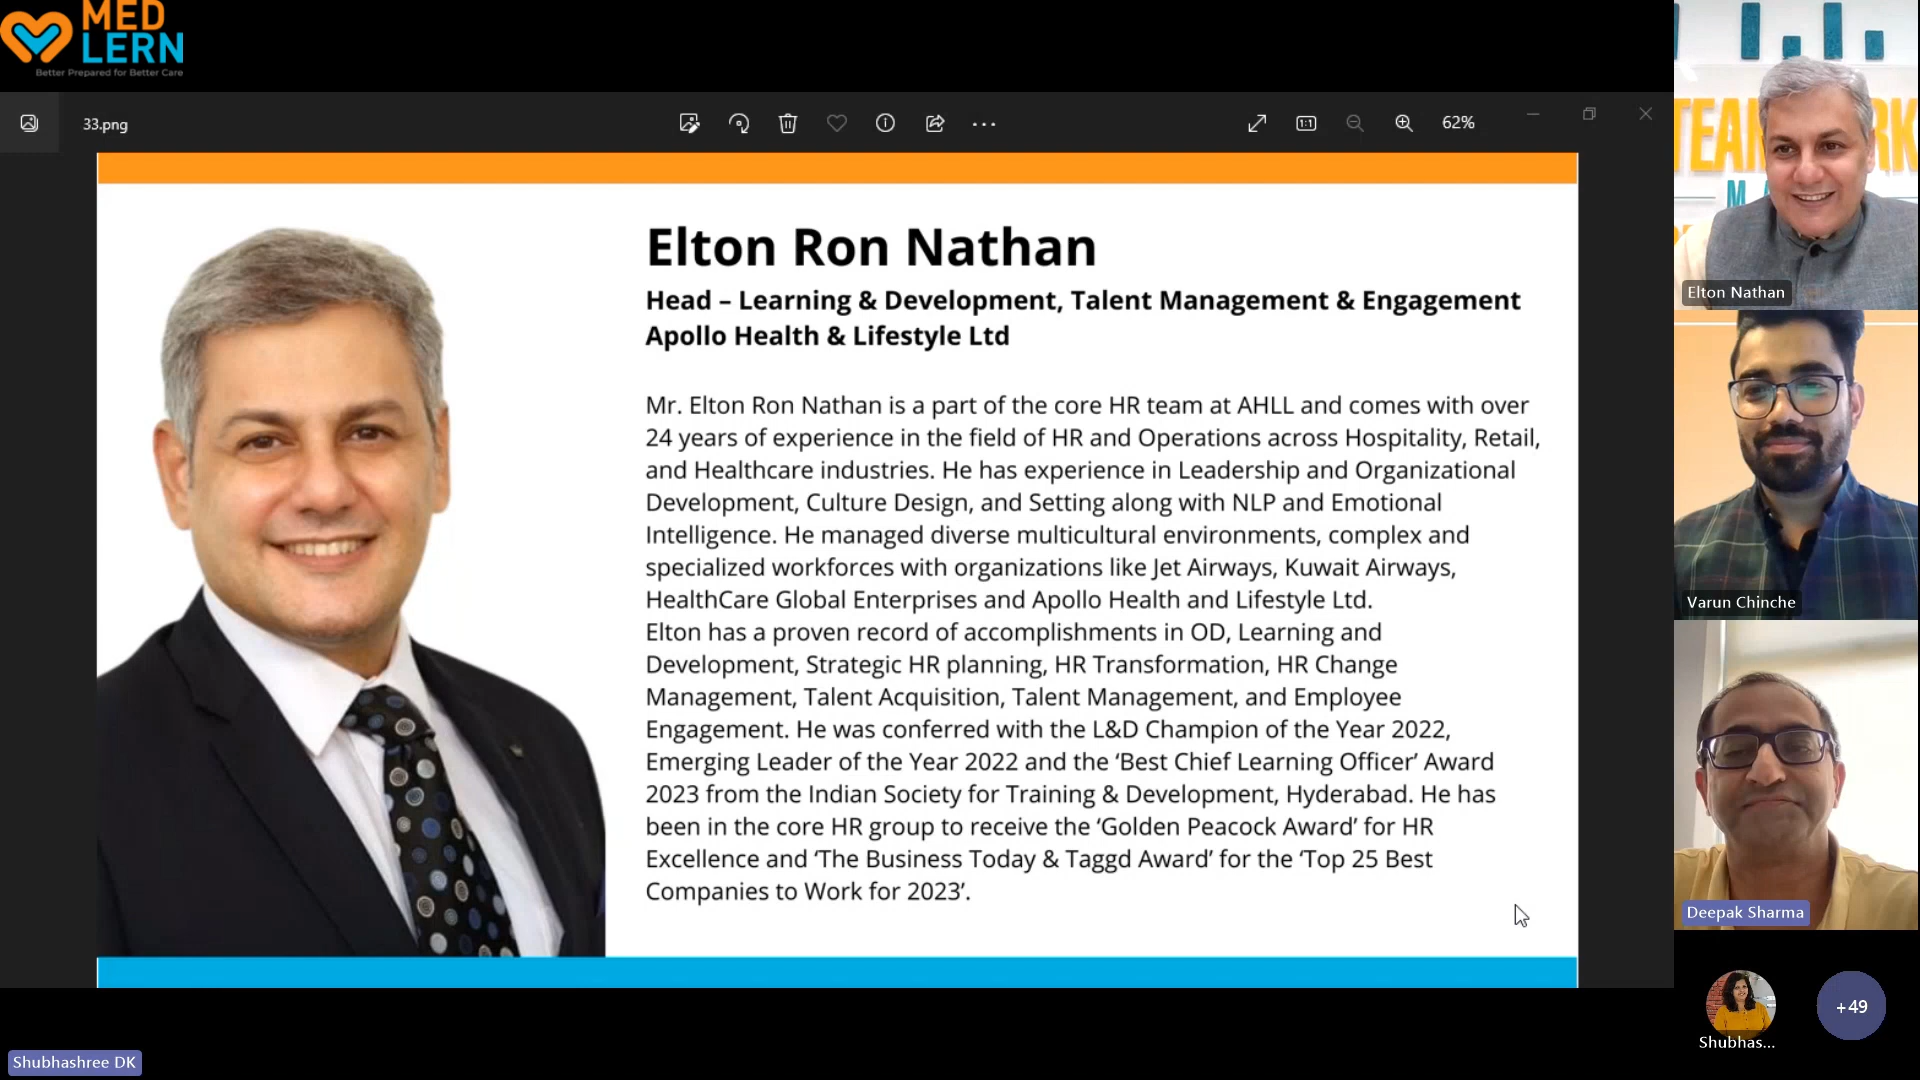 MED
LERN
Better Prepared for Better Care
33.png
1:1
62%
Elton Ron Nathan
Head – Learning & Development, Talent Management & Engagement
Apollo Health & Lifestyle Ltd
Mr. Elton Ron Nathan is a part of the core HR team at AHLL and comes with over
24 years of experience in the field of HR and Operations across Hospitality, Retail,
and Healthcare industries. He has experience in Leadership and Organizational
Development, Culture Design, and Setting along with NLP and Emotional
Intelligence. He managed diverse multicultural environments, complex and
specialized workforces with organizations like Jet Airways, Kuwait Airways,
HealthCare Global Enterprises and Apollo Health and Lifestyle Ltd.
Elton has a proven record of accomplishments in OD, Learning and
Development, Strategic HR planning, HR Transformation, HR Change
Management, Talent Acquisition, Talent Management, and Employee
Engagement. He was conferred with the L&D Champion of the Year 2022,
Emerging Leader of the Year 2022 and the ‘Best Chief Learning Officer’ Award
2023 from the Indian Society for Training & Development, Hyderabad. He has
been in the core HR group to receive the ‘Golden Peacock Award’ for HR
Excellence and ‘The Business Today & Taggd Award’ for the ‘Top 25 Best
Companies to Work for 2023’.
Elton Nathan
Varun Chinche
Deepak Sharma
Shubhas...
+49
Shubhashree DK